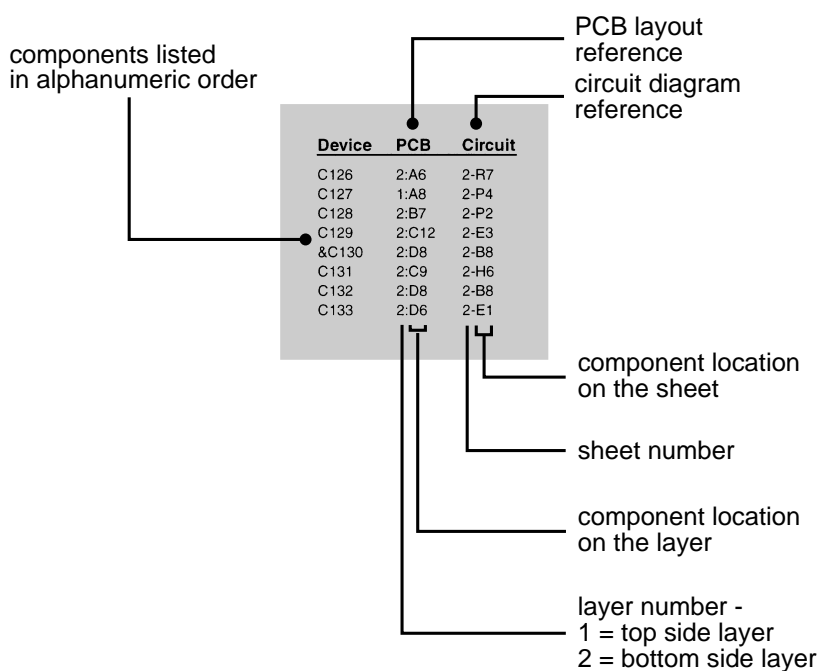 components listed
in alphanumeric order
PCB layout
reference
circuit diagram
reference
Device PCB Circuit
C126 2:A6 2-R7
C127 1:A8 2-P4
C128 2:B7 2-P2
C129 2:C12 2-E3
&C130 2:D8 2-B8
C131 2:C9 2-H6
C132 2:D8 2-B8
C133 2:D6 2-E1
component location
on the sheet
sheet number
component location
on the layer
layer number -
1 = top side layer
2 = bottom side layer